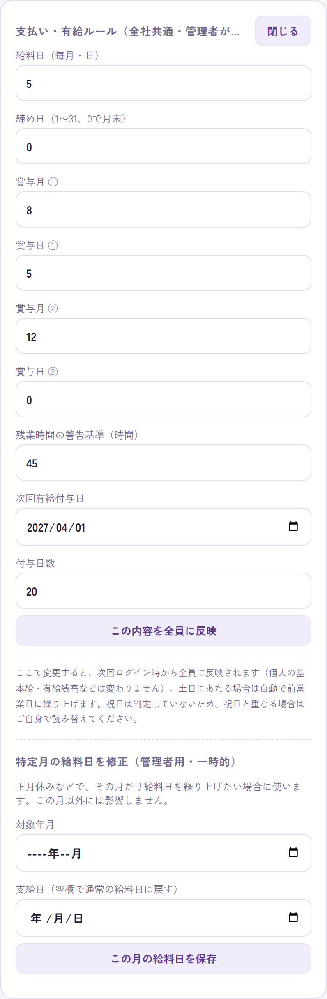 支払い・有給ルール（全社共通・管理者が...
閉じる
給料日（毎月・日）
5
締め日（1〜31、0で月末）
0
賞与月 ①
8
賞与日 ①
5
賞与月 ②
12
賞与日 ②
0
残業時間の警告基準（時間）
45
次回有給付与日
2027/04/01
付与日数
20
この内容を全員に反映
ここで変更すると、次回ログイン時から全員に反映されます（個人の基
本給・有給残高などは変わりません）。土日にあたる場合は自動で前営
業日に繰り上げます。祝日は判定していないため、祝日と重なる場合は
ご自身で読み替えてください。
特定月の給料日を修正（管理者用・一時的）
正月休みなどで、その月だけ給料日を繰り上げたい場合に使いま
す。この月以外には影響しません。
対象年月
----年--月
支給日（空欄で通常の給料日に戻す）
年 /月/日
この月の給料日を保存